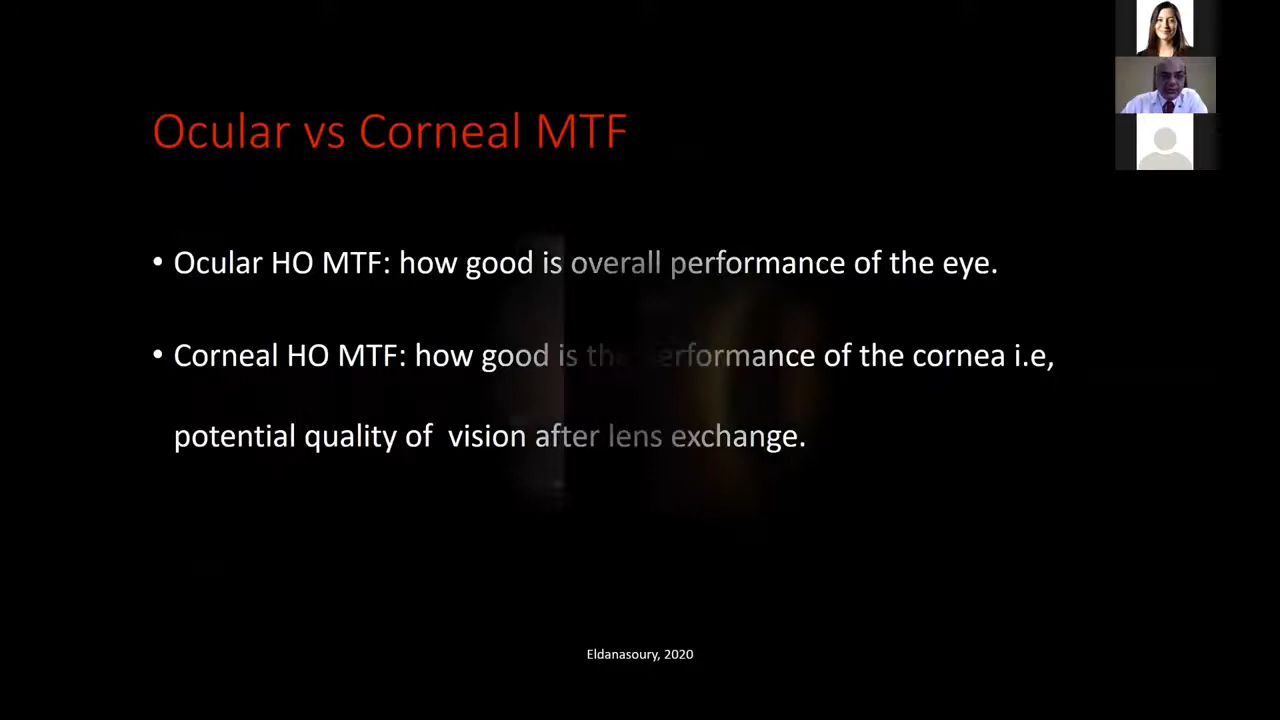 Ocular vs Corneal MTF
• Ocular HO MTF: how good is overall performance of the eye.
• Corneal HO MTF: how good is the performance of the cornea i.e,
potential quality of  vision after lens exchange.
Eldanasoury, 2020